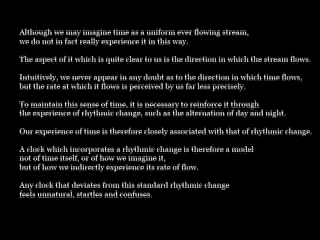 Although we may imagine time as a uniform ever flowing stream,
we do not in fact really experience it in this way.
The aspect of it which is quite clear to us is the direction in which the stream flows.
Intuitively, we never appear in any doubt as to the direction in which time flows,
but the rate at which it flows is perceived by us far less precisely.
To maintain this sense of time, it is necessary to reinforce it through
the experience of rhythmic change, such as the alternation of day and night.
Our experience of time is therefore closely associated with that of rhythmic change.
A clock which incorporates a rhythmic change is therefore a model
not of time itself, or of how we imagine it,
but of how we indirectly experience its rate of flow.
Any clock that deviates from this standard rhythmic change
feels unnatural, startles and confuses.